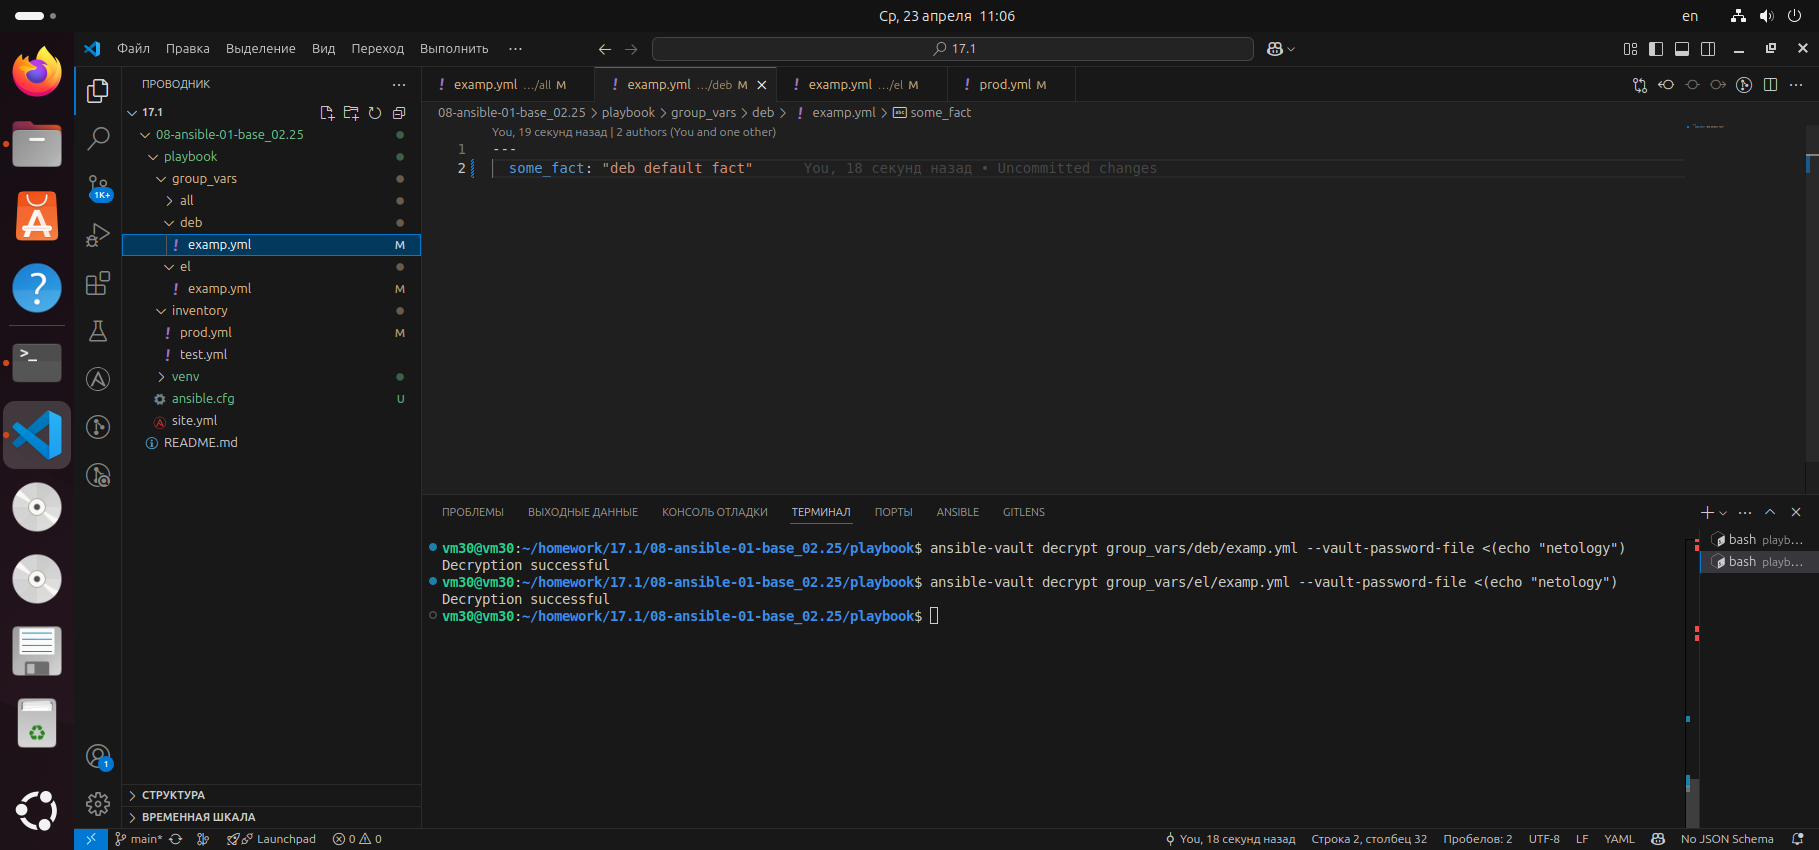 Ср, 23 апреля 11:06
en
Файл Правка Выделение Вид Переход Выполнить ···
17.1
ПРОВОДНИК
17.1
08-ansible-01-base_02.25
playbook
group_vars
all
deb
examp.yml M
el
examp.yml M
inventory
prod.yml M
test.yml
venv
ansible.cfg U
site.yml
README.md
СТРУКТУРА
ВРЕМЕННАЯ ШКАЛА
1K+
1
examp.yml .../all M
examp.yml .../deb M
examp.yml .../el M
prod.yml M
08-ansible-01-base_02.25 > playbook > group_vars > deb > ! examp.yml > some_fact
You, 19 секунд назад | 2 authors (You and one other)
1 ---
2 some_fact: "deb default fact" You, 18 секунд назад • Uncommitted changes
ПРОБЛЕМЫ ВЫХОДНЫЕ ДАННЫЕ КОНСОЛЬ ОТЛАДКИ ТЕРМИНАЛ ПОРТЫ ANSIBLE GITLENS
vm30@vm30:~/homework/17.1/08-ansible-01-base_02.25/playbook$ ansible-vault decrypt group_vars/deb/examp.yml --vault-password-file <(echo "netology")
Decryption successful
vm30@vm30:~/homework/17.1/08-ansible-01-base_02.25/playbook$ ansible-vault decrypt group_vars/el/examp.yml --vault-password-file <(echo "netology")
Decryption successful
vm30@vm30:~/homework/17.1/08-ansible-01-base_02.25/playbook$
bash playb...
bash playb...
main* Launchpad 0 0
You, 18 секунд назад Строка 2, столбец 32 Пробелов: 2 UTF-8 LF YAML No JSON Schema